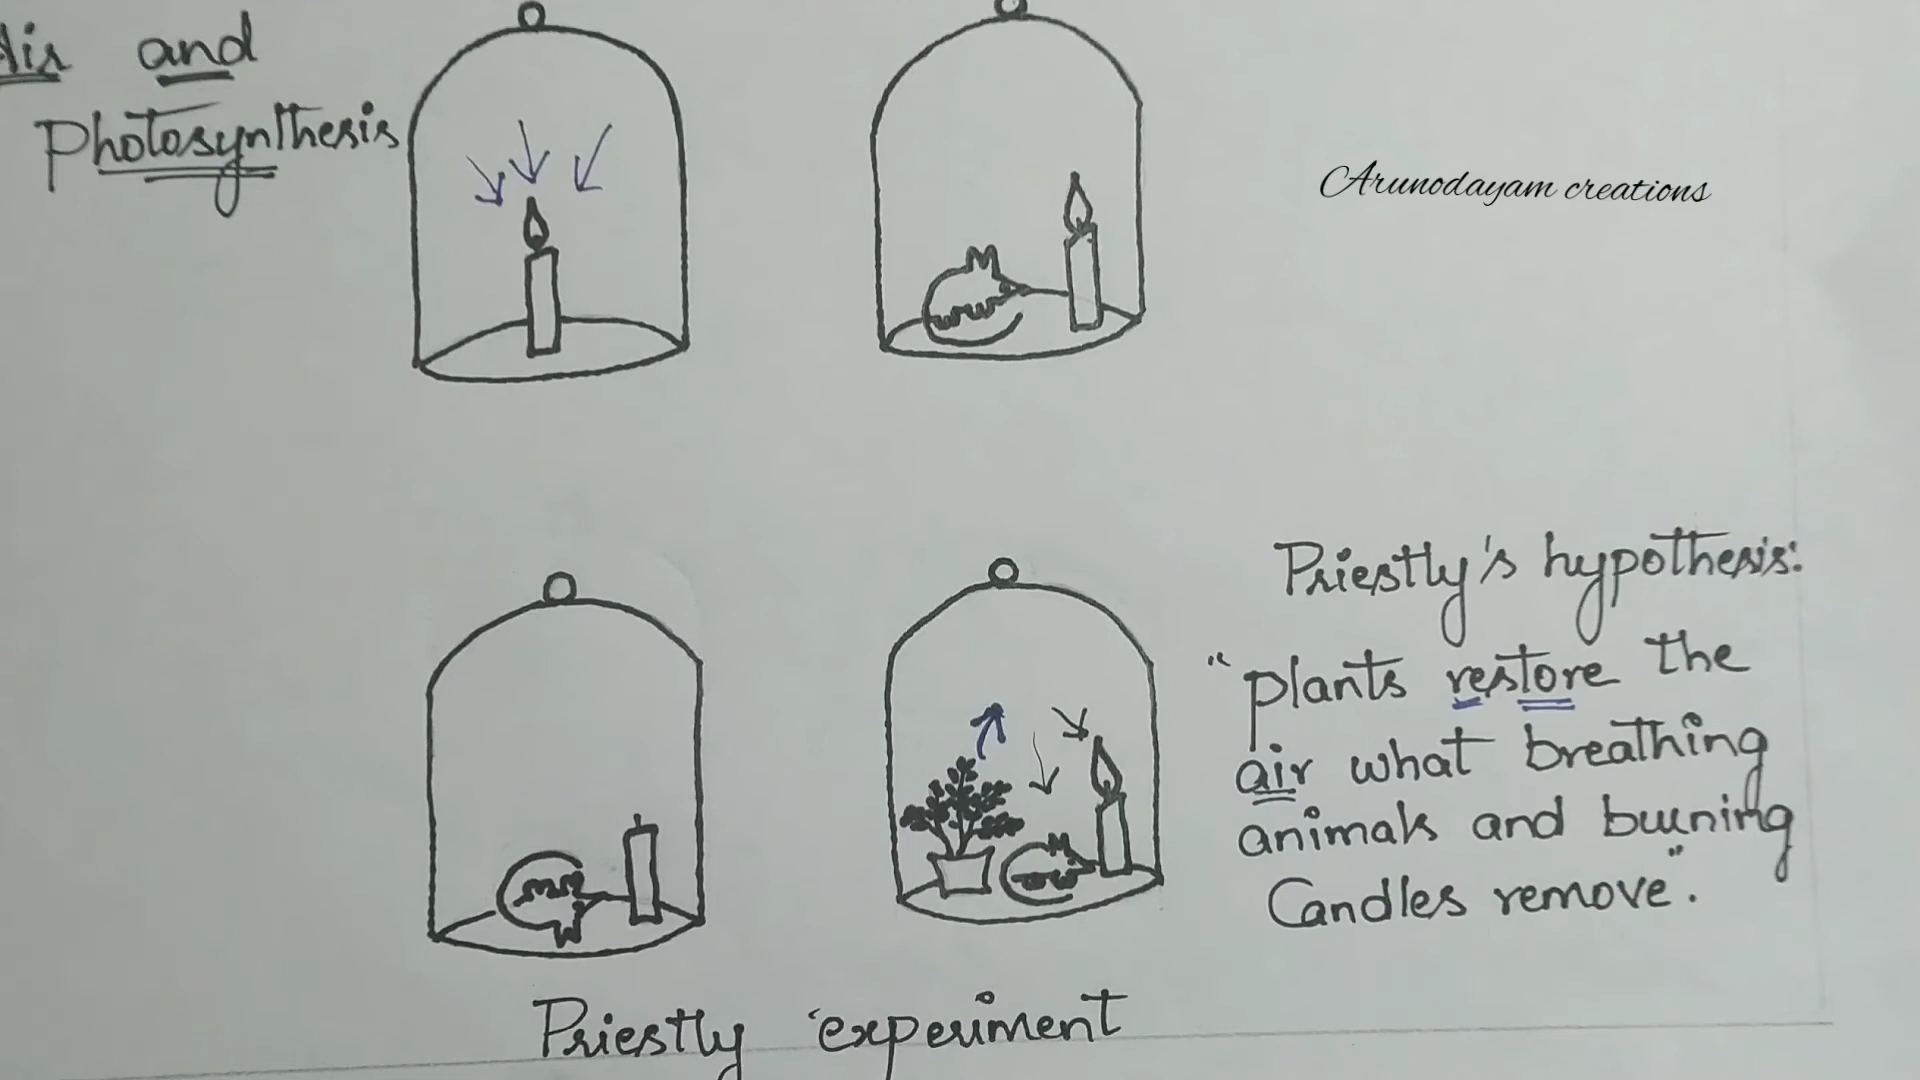 Air and
Photosynthesis
Arunodayam creations
Priestly's hypothesis:
"plants restore the
air what breathing
animals and burning
Candles remove".
Priestly experiment